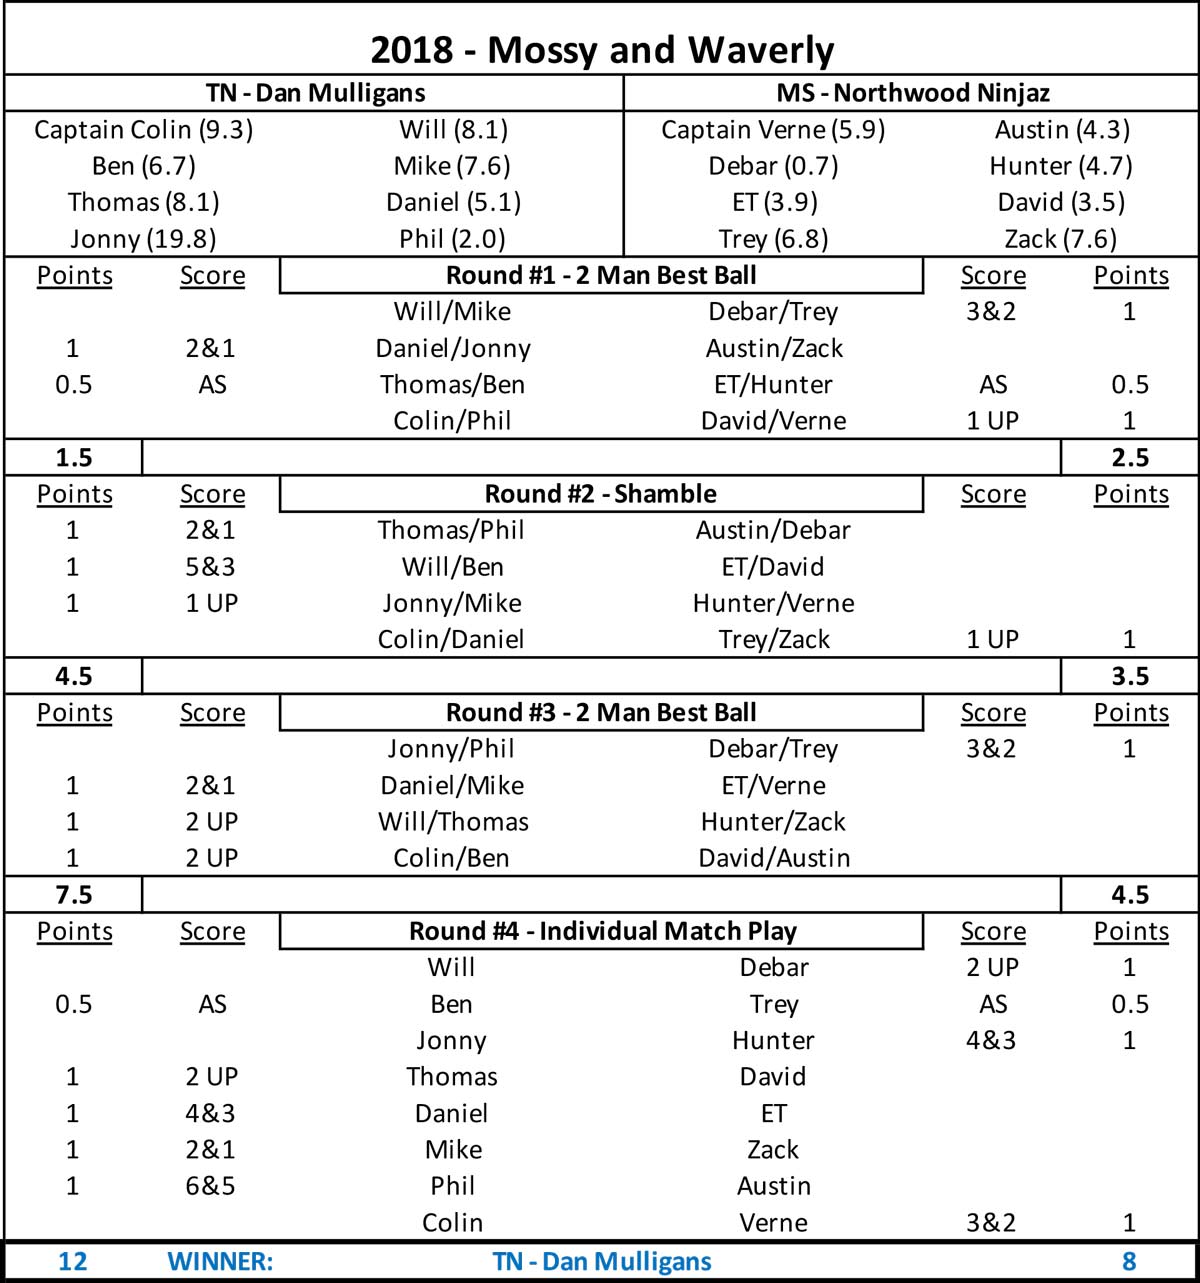 2018 - Mossy and Waverly
TN - Dan Mulligans MS - Northwood Ninjaz
Captain Colin (9.3) Will (8.1) Captain Verne (5.9) Austin (4.3)
Ben (6.7) Mike (7.6) Debar (0.7) Hunter (4.7)
Thomas (8.1) Daniel (5.1) ET (3.9) David (3.5)
Jonny (19.8) Phil (2.0) Trey (6.8) Zack (7.6)
Points Score Round #1 - 2 Man Best Ball Score Points
Will/Mike Debar/Trey 3&2 1
1 2&1 Daniel/Jonny Austin/Zack
0.5 AS Thomas/Ben ET/Hunter AS 0.5
Colin/Phil David/Verne 1 UP 1
1.5 2.5
Points Score Round #2 - Shamble Score Points
1 2&1 Thomas/Phil Austin/Debar
1 5&3 Will/Ben ET/David
1 1 UP Jonny/Mike Hunter/Verne
Colin/Daniel Trey/Zack 1 UP 1
4.5 3.5
Points Score Round #3 - 2 Man Best Ball Score Points
Jonny/Phil Debar/Trey 3&2 1
1 2&1 Daniel/Mike ET/Verne
1 2 UP Will/Thomas Hunter/Zack
1 2 UP Colin/Ben David/Austin
7.5 4.5
Points Score Round #4 - Individual Match Play Score Points
Will Debar 2 UP 1
0.5 AS Ben Trey AS 0.5
Jonny Hunter 4&3 1
1 2 UP Thomas David
1 4&3 Daniel ET
1 2&1 Mike Zack
1 6&5 Phil Austin
Colin Verne 3&2 1
12 WINNER: TN - Dan Mulligans 8